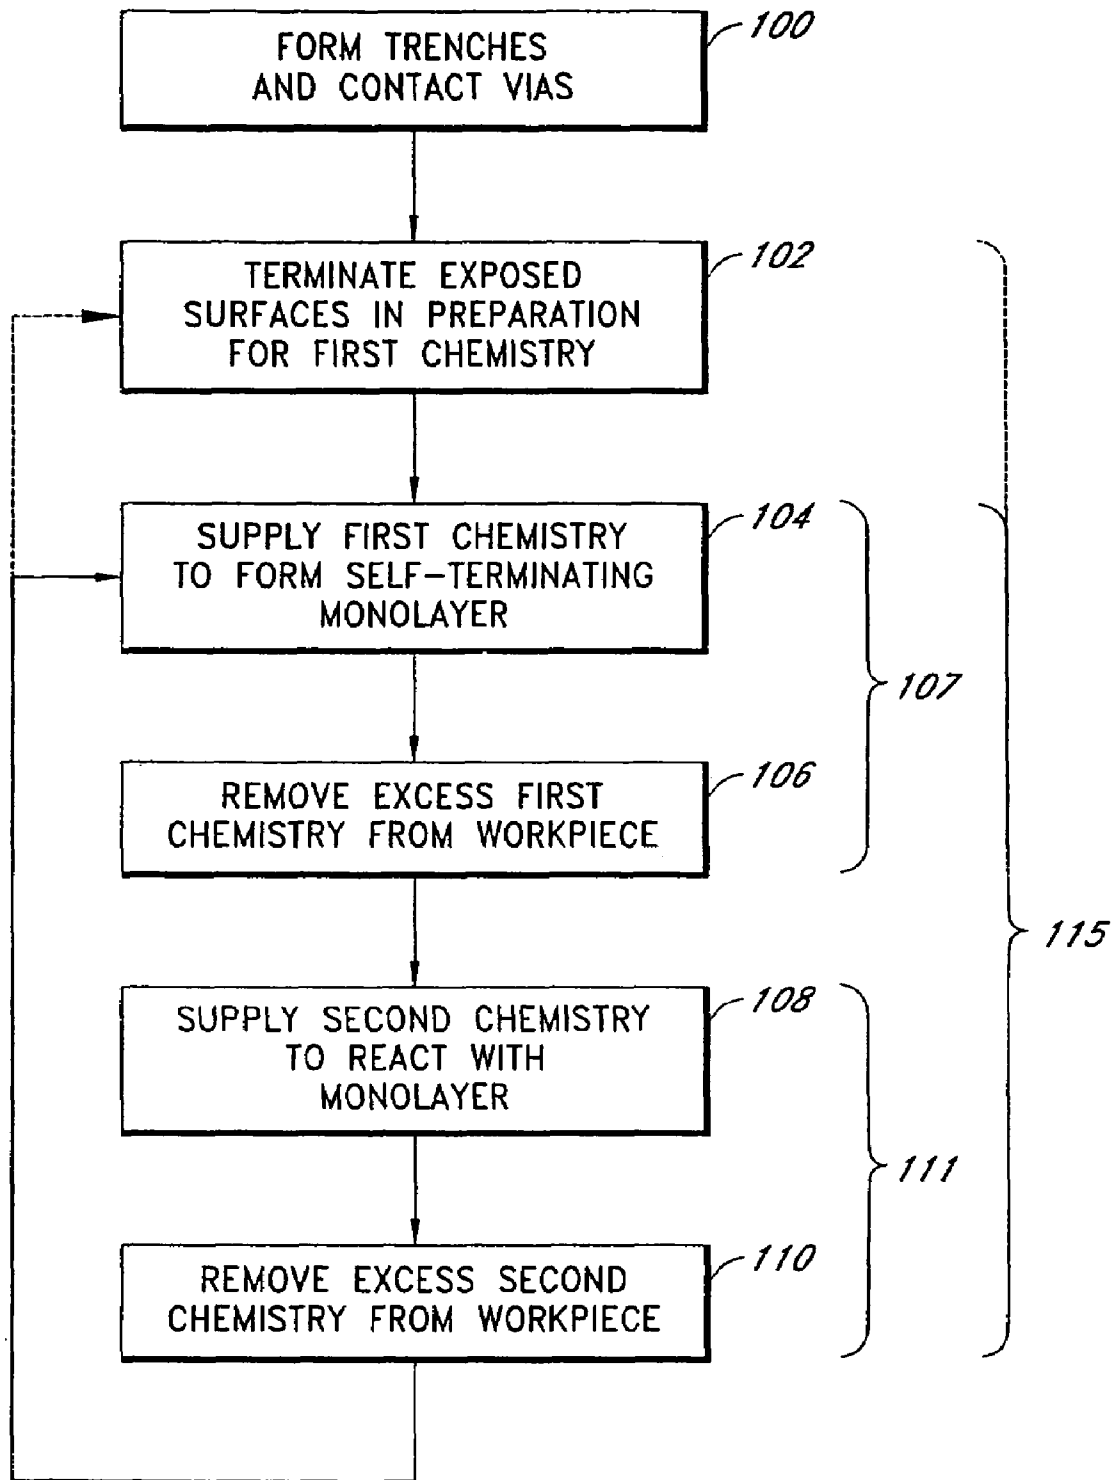 FORM TRENCHES
AND CONTACT VIAS
100
TERMINATE EXPOSED
SURFACES IN PREPARATION
FOR FIRST CHEMISTRY
102
SUPPLY FIRST CHEMISTRY
TO FORM SELF-TERMINATING
MONOLAYER
104
107
REMOVE EXCESS FIRST
CHEMISTRY FROM WORKPIECE
106
115
SUPPLY SECOND CHEMISTRY
TO REACT WITH
MONOLAYER
108
111
REMOVE EXCESS SECOND
CHEMISTRY FROM WORKPIECE
110